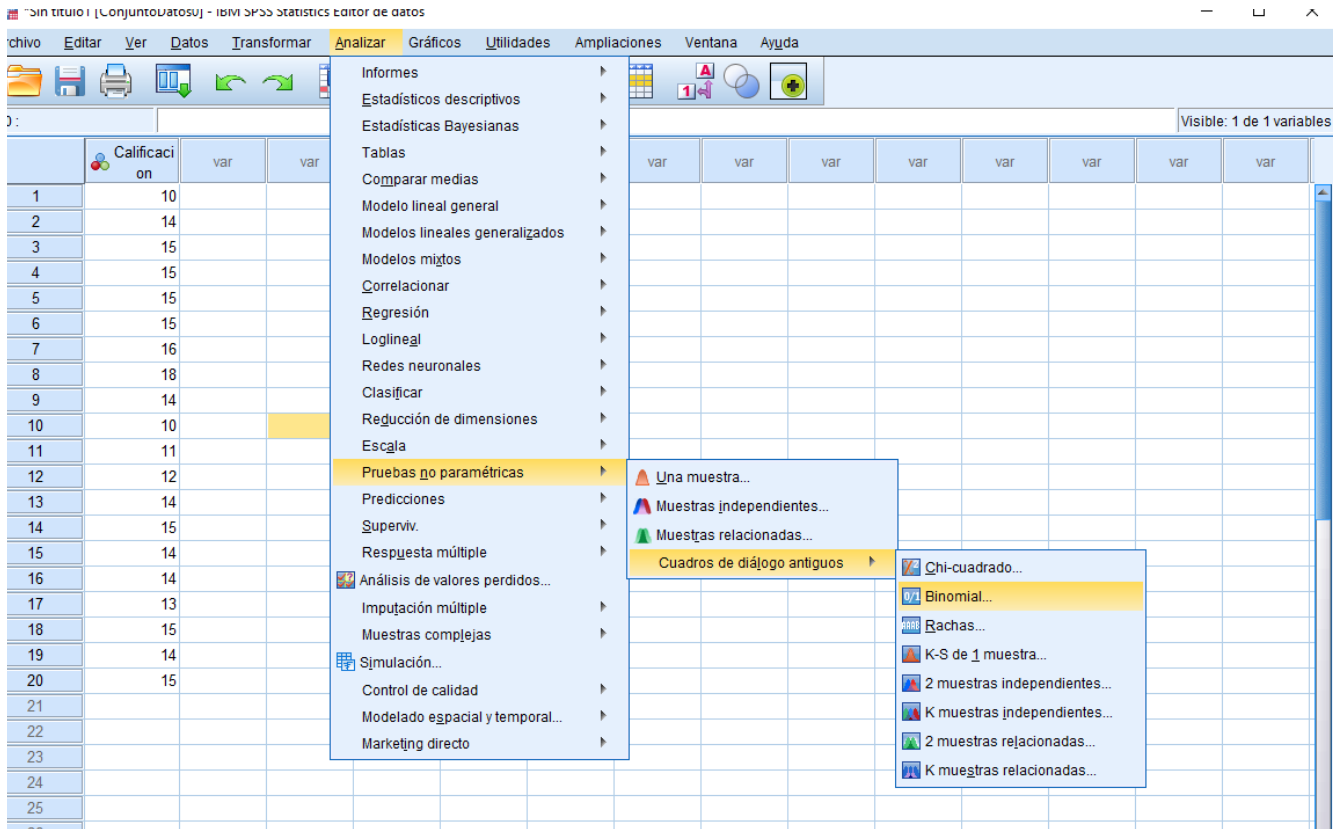 *Sin título1 [ConjuntoDatos0] - IBM SPSS Statistics Editor de datos
rchivo Editar Ver Datos Transformar Analizar Gráficos Utilidades Ampliaciones Ventana Ayuda
0 :
Visible: 1 de 1 variables
Calificaci
on
var var var var var var var var var var
1 10
2 14
3 15
4 15
5 15
6 15
7 16
8 18
9 14
10 10
11 11
12 12
13 14
14 15
15 14
16 14
17 13
18 15
19 14
20 15
21
22
23
24
25
Informes
Estadísticos descriptivos
Estadísticas Bayesianas
Tablas
Comparar medias
Modelo lineal general
Modelos lineales generalizados
Modelos mixtos
Correlacionar
Regresión
Loglineal
Redes neuronales
Clasificar
Reducción de dimensiones
Escala
Pruebas no paramétricas
Predicciones
Superviv.
Respuesta múltiple
Análisis de valores perdidos...
Imputación múltiple
Muestras complejas
Simulación...
Control de calidad
Modelado espacial y temporal...
Marketing directo
Una muestra...
Muestras independientes...
Muestras relacionadas...
Cuadros de diálogo antiguos
Chi-cuadrado...
Binomial...
Rachas...
K-S de 1 muestra...
2 muestras independientes...
K muestras independientes...
2 muestras relacionadas...
K muestras relacionadas...